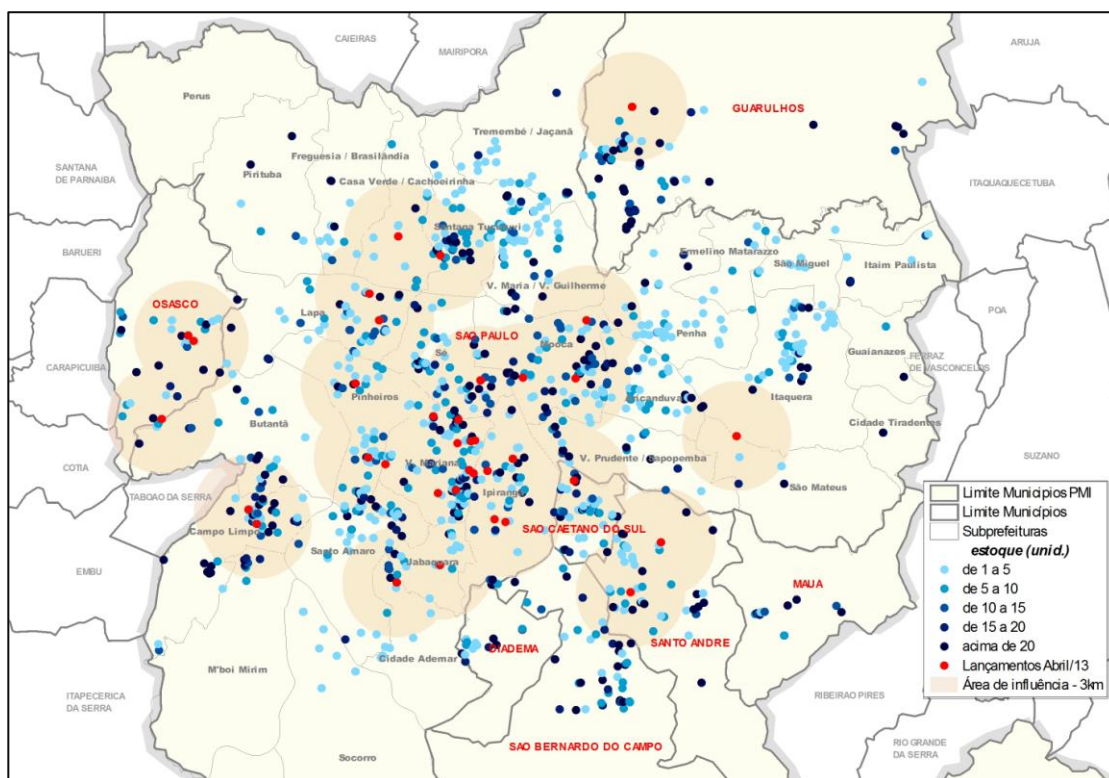 CAIEIRAS
MAIRIPORA
ARUJA
Perus
GUARULHOS
Tremembé / Jaçanã
Freguesia / Brasilândia
SANTANA
DE PARNAIBA
Pirituba
Casa Verde / Cachoeirinha
ITAQUAQUECETUBA
Santana Tucuruvi
BARUERI
Ermelino Matarazzo
São Miguel
Itaim Paulista
V. Maria / V. Guilherme
OSASCO
Lapa
SAO PAULO
POA
Penha
Mooca
Sé
Guaianazes
CARAPICUIBA
FERRAZ
DE VASCONCELOS
Pinheiros
Aricanduva
Itaquera
Butantã
Cidade Tiradentes
V. Mariana
V. Prudente / Sapopemba
COTIA
SUZANO
TABOAO DA SERRA
Ipiranga
São Mateus
Campo Limpo
SAO CAETANO DO SUL
Santo Amaro
Jabaquara
EMBU
MAUA
DIADEMA
SANTO ANDRE
Cidade Ademar
M'boi Mirim
ITAPECERICA
DA SERRA
RIBEIRAO PIRES
SAO BERNARDO DO CAMPO
RIO GRANDE
DA SERRA
Socorro
Limite Municipios PMI
Limite Municípios
Subprefeituras
estoque (unid.)
de 1 a 5
de 5 a 10
de 10 a 15
de 15 a 20
acima de 20
Lançamentos Abril/13
Área de influência - 3km